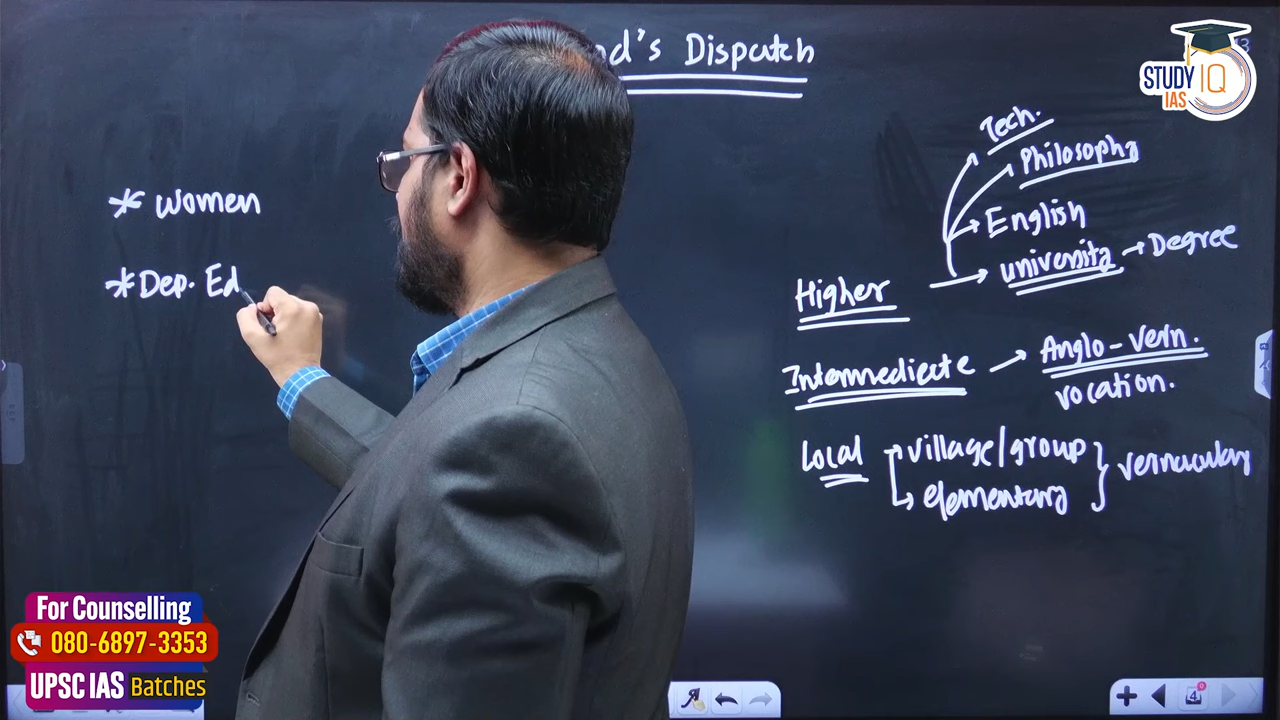 d's Dispatch
STUDY IQ
IAS
* Women
* Dep. Ed
Tech.
Philosophy
English
Higher → university → Degree
Intermediate → Anglo-vern.
vocation.
Local village/group
elementary } vernacular
For Counselling
080-6897-3353
UPSC IAS Batches
4